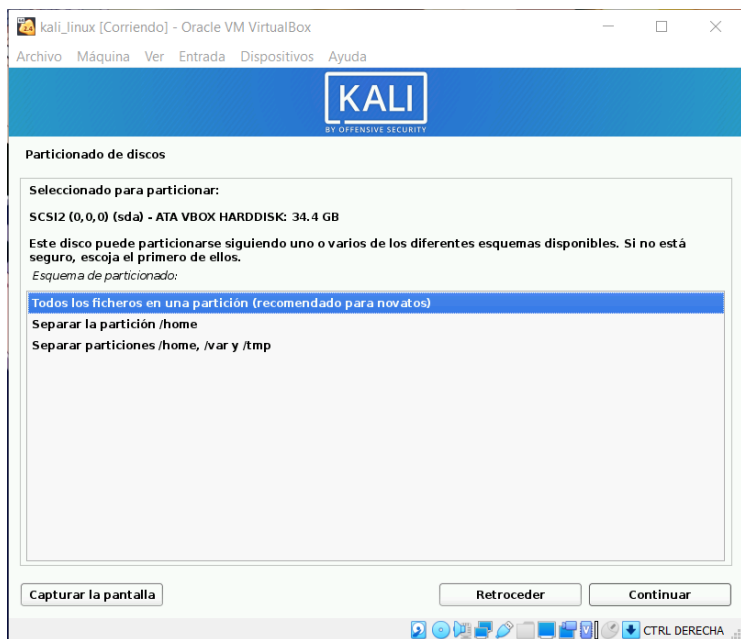 kali_linux [Corriendo] - Oracle VM VirtualBox
Archivo Máquina Ver Entrada Dispositivos Ayuda
KALI
BY OFFENSIVE SECURITY
Particionado de discos
Seleccionado para particionar:
SCSI2 (0,0,0) (sda) - ATA VBOX HARDDISK: 34.4 GB
Este disco puede particionarse siguiendo uno o varios de los diferentes esquemas disponibles. Si no está
seguro, escoja el primero de ellos.
Esquema de particionado:
Todos los ficheros en una partición (recomendado para novatos)
Separar la partición /home
Separar particiones /home, /var y /tmp
Capturar la pantalla
Retroceder
Continuar
CTRL DERECHA